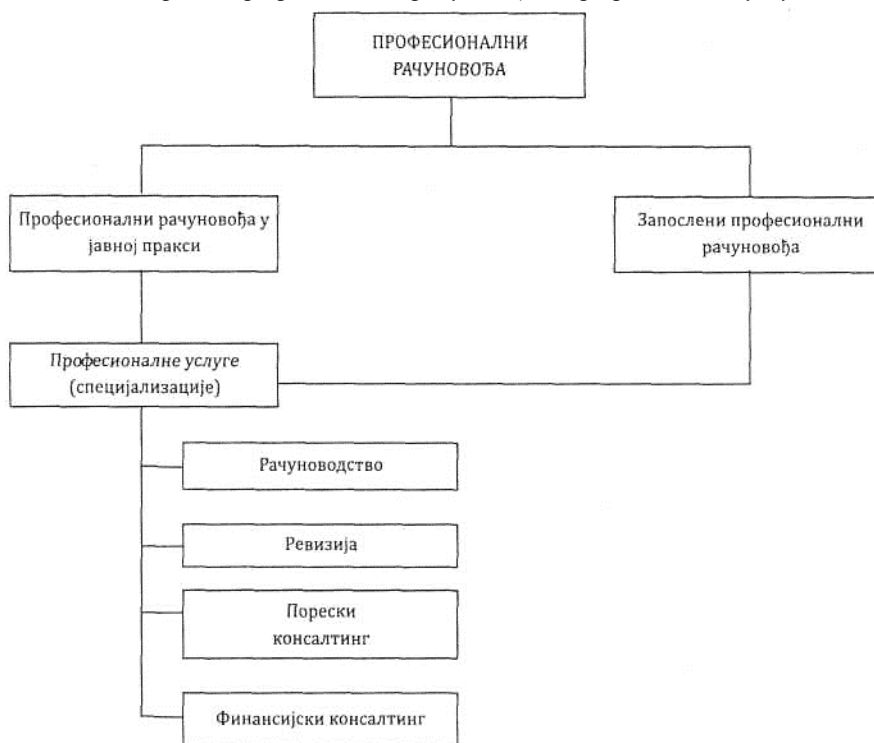 ПРОФЕСИОНАЛНИ
РАЧУНОВОЂА
Професионални рачуновођа у
јавној пракси
Запослени професионални
рачуновођа
Професионалне услуге
(специјализације)
Рачуноводство
Ревизија
Порески
консалтинг
Финансијски консалтинг